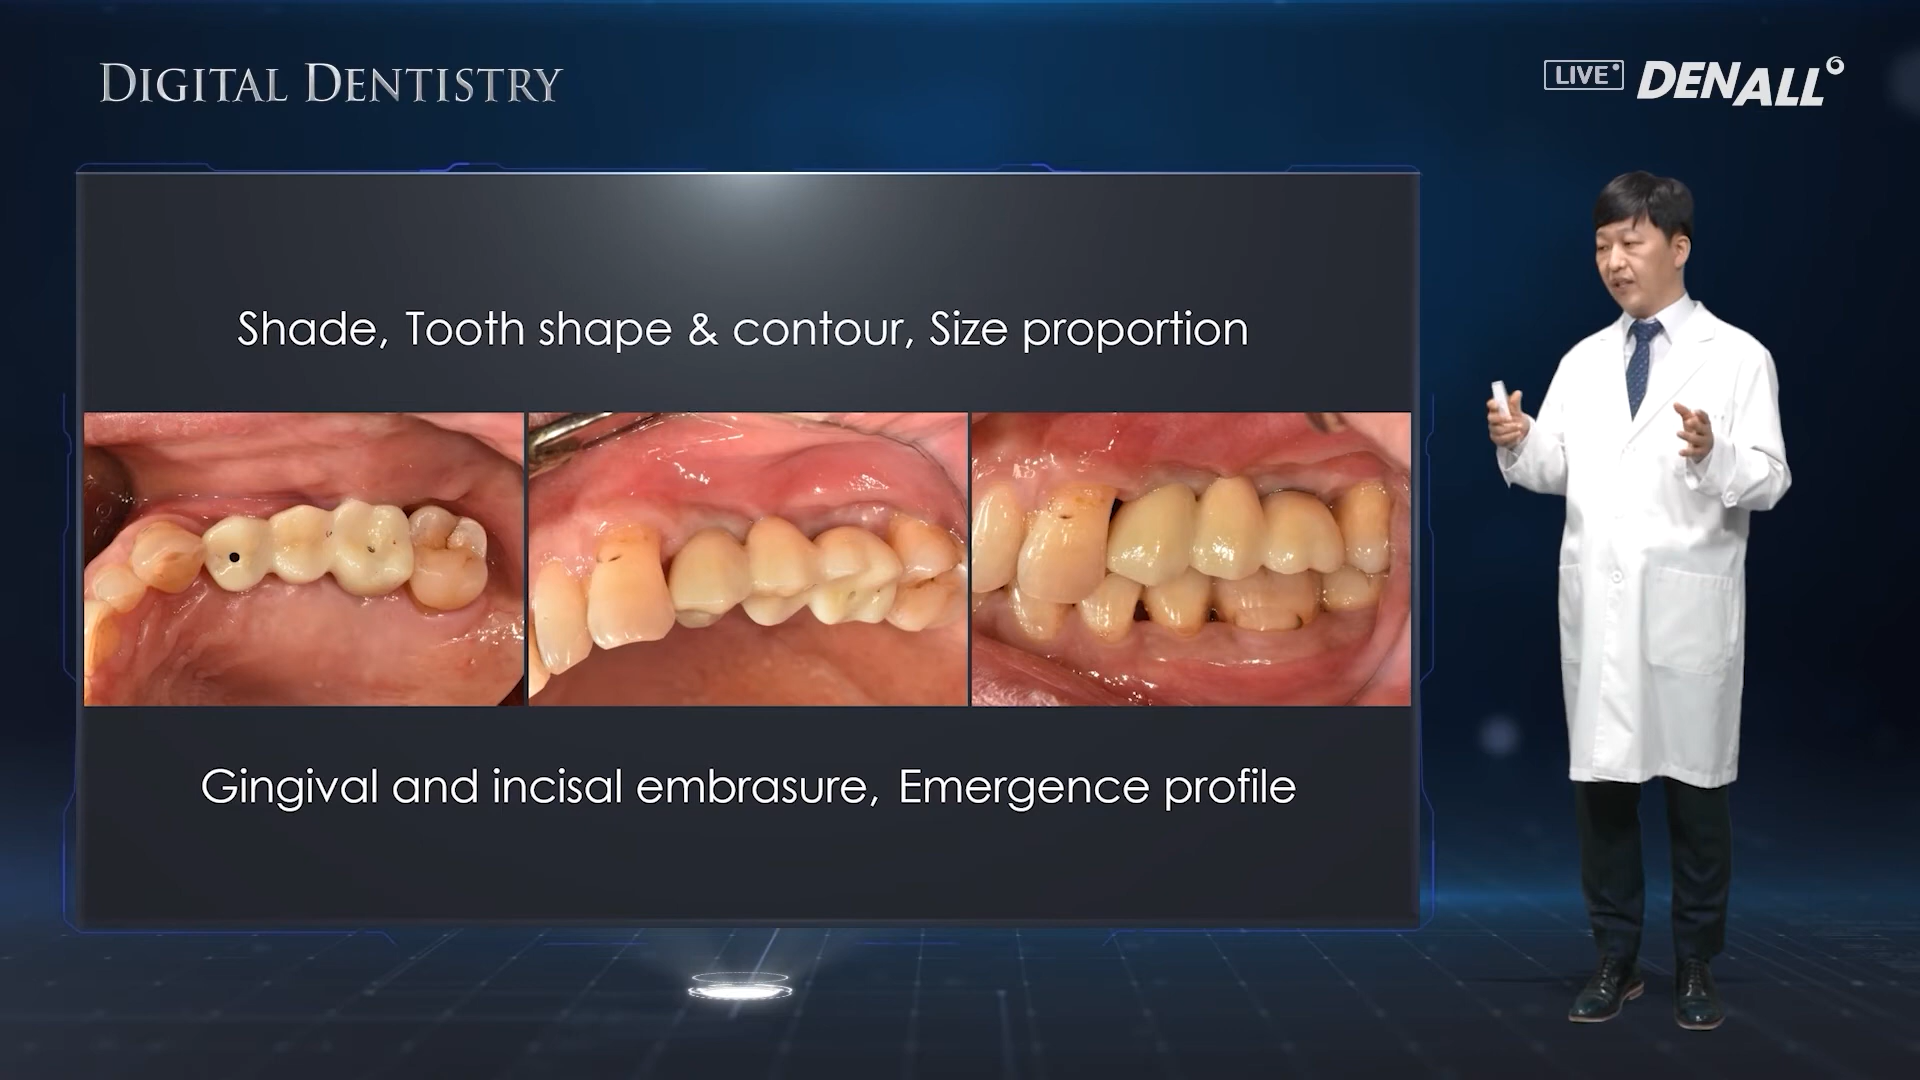 DIGITAL DENTISTRY
LIVE DENALL
Shade, Tooth shape & contour, Size proportion
Gingival and incisal embrasure, Emergence profile